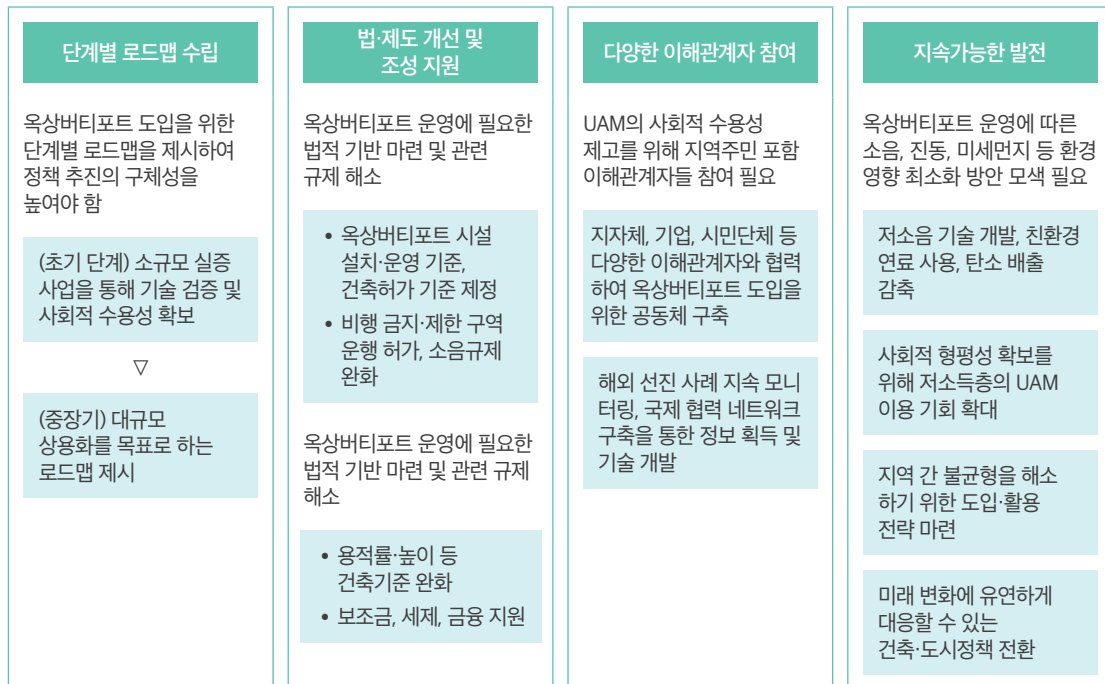 단계별 로드맵 수립
옥상버티포트 도입을 위한
단계별 로드맵을 제시하여
정책 추진의 구체성을
높여야 함
(초기 단계) 소규모 실증
사업을 통해 기술 검증 및
사회적 수용성 확보
▽
(중장기) 대규모
상용화를 목표로 하는
로드맵 제시
법·제도 개선 및
조성 지원
옥상버티포트 운영에 필요한
법적 기반 마련 및 관련
규제 해소
• 옥상버티포트 시설
설치·운영 기준,
건축허가 기준 제정
• 비행 금지·제한 구역
운행 허가, 소음규제
완화
옥상버티포트 운영에 필요한
법적 기반 마련 및 관련 규제
해소
• 용적률·높이 등
건축기준 완화
• 보조금, 세제, 금융 지원
다양한 이해관계자 참여
UAM의 사회적 수용성
제고를 위해 지역주민 포함
이해관계자들 참여 필요
지자체, 기업, 시민단체 등
다양한 이해관계자와 협력
하여 옥상버티포트 도입을
위한 공동체 구축
해외 선진 사례 지속 모니
터링, 국제 협력 네트워크
구축을 통한 정보 획득 및
기술 개발
지속가능한 발전
옥상버티포트 운영에 따른
소음, 진동, 미세먼지 등 환경
영향 최소화 방안 모색 필요
저소음 기술 개발, 친환경
연료 사용, 탄소 배출
감축
사회적 형평성 확보를
위해 저소득층의 UAM
이용 기회 확대
지역 간 불균형을 해소
하기 위한 도입·활용
전략 마련
미래 변화에 유연하게
대응할 수 있는
건축·도시정책 전환